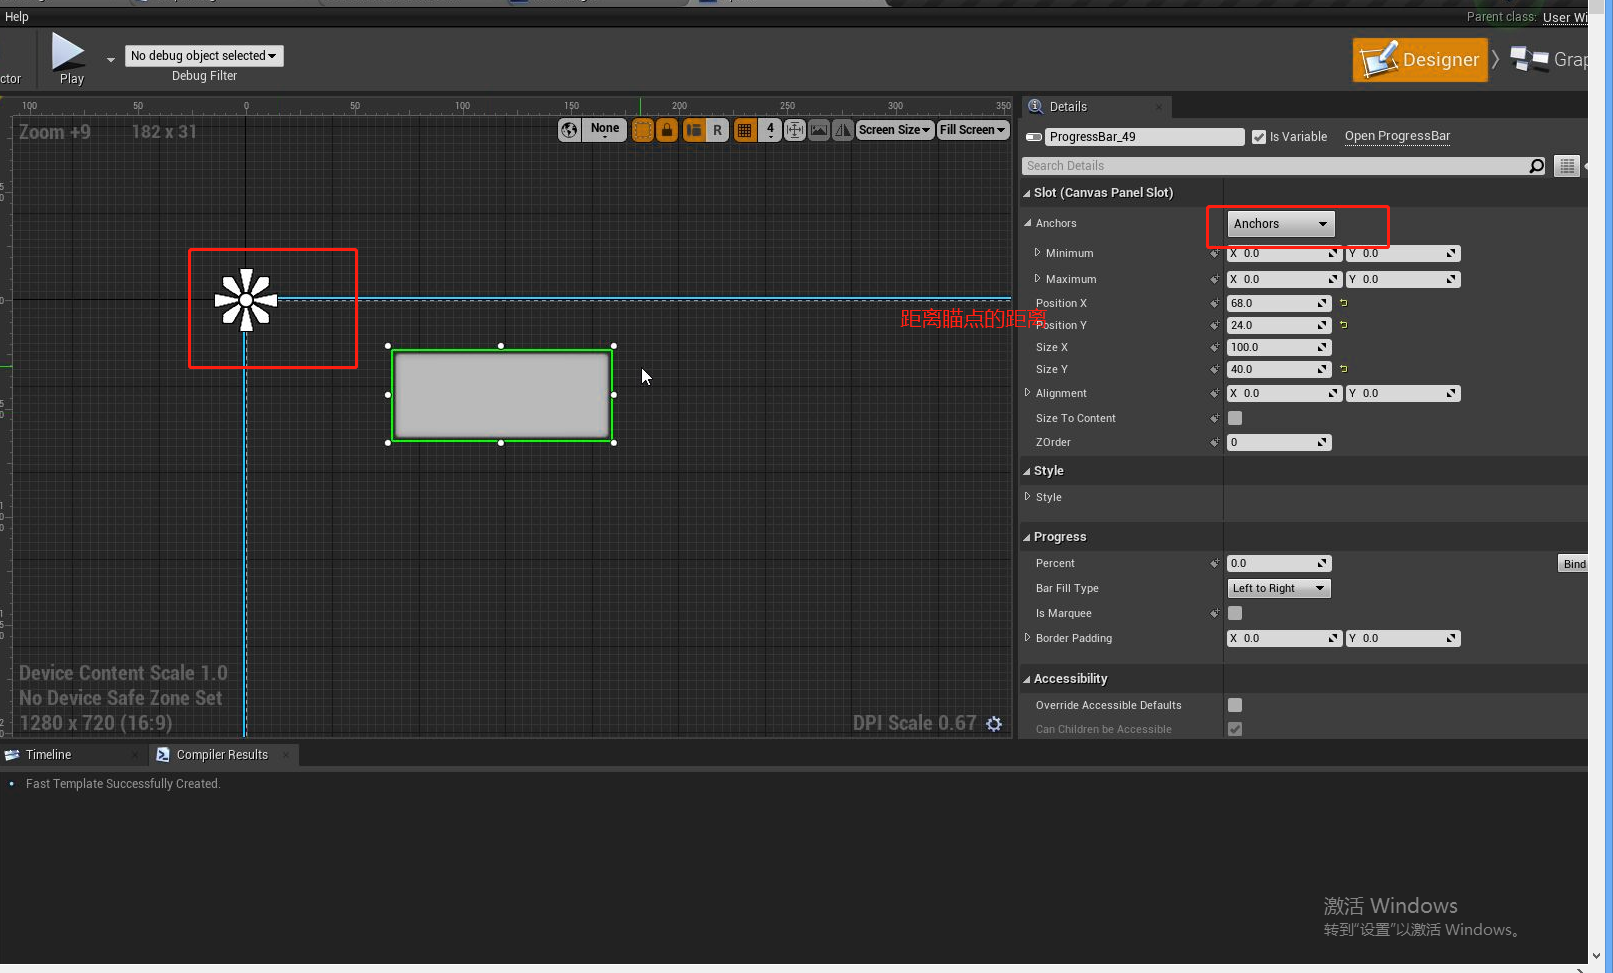 Help
Parent class: User Wi
ctor
Play
No debug object selected
Debug Filter
Designer
Grap
100 50 0 50 100 150 200 250 300 350
Zoom +9
182 x 31
None
R
4
Screen Size
Fill Screen
Details
ProgressBar_49
Is Variable
Open ProgressBar
Search Details
Slot (Canvas Panel Slot)
Anchors
Anchors
Minimum
X 0.0
Y 0.0
Maximum
X 0.0
Y 0.0
距离瞄点的距离
Position X
68.0
Position Y
24.0
Size X
100.0
Size Y
40.0
Alignment
X 0.0
Y 0.0
Size To Content
ZOrder
0
Style
Style
Progress
Percent
0.0
Bind
Bar Fill Type
Left to Right
Is Marquee
Border Padding
X 0.0
Y 0.0
Accessibility
Override Accessible Defaults
Can Children be Accessible
Device Content Scale 1.0
No Device Safe Zone Set
1280 x 720 (16:9)
DPI Scale 0.67
Timeline
Compiler Results
Fast Template Successfully Created.
激活 Windows
转到"设置"以激活 Windows。